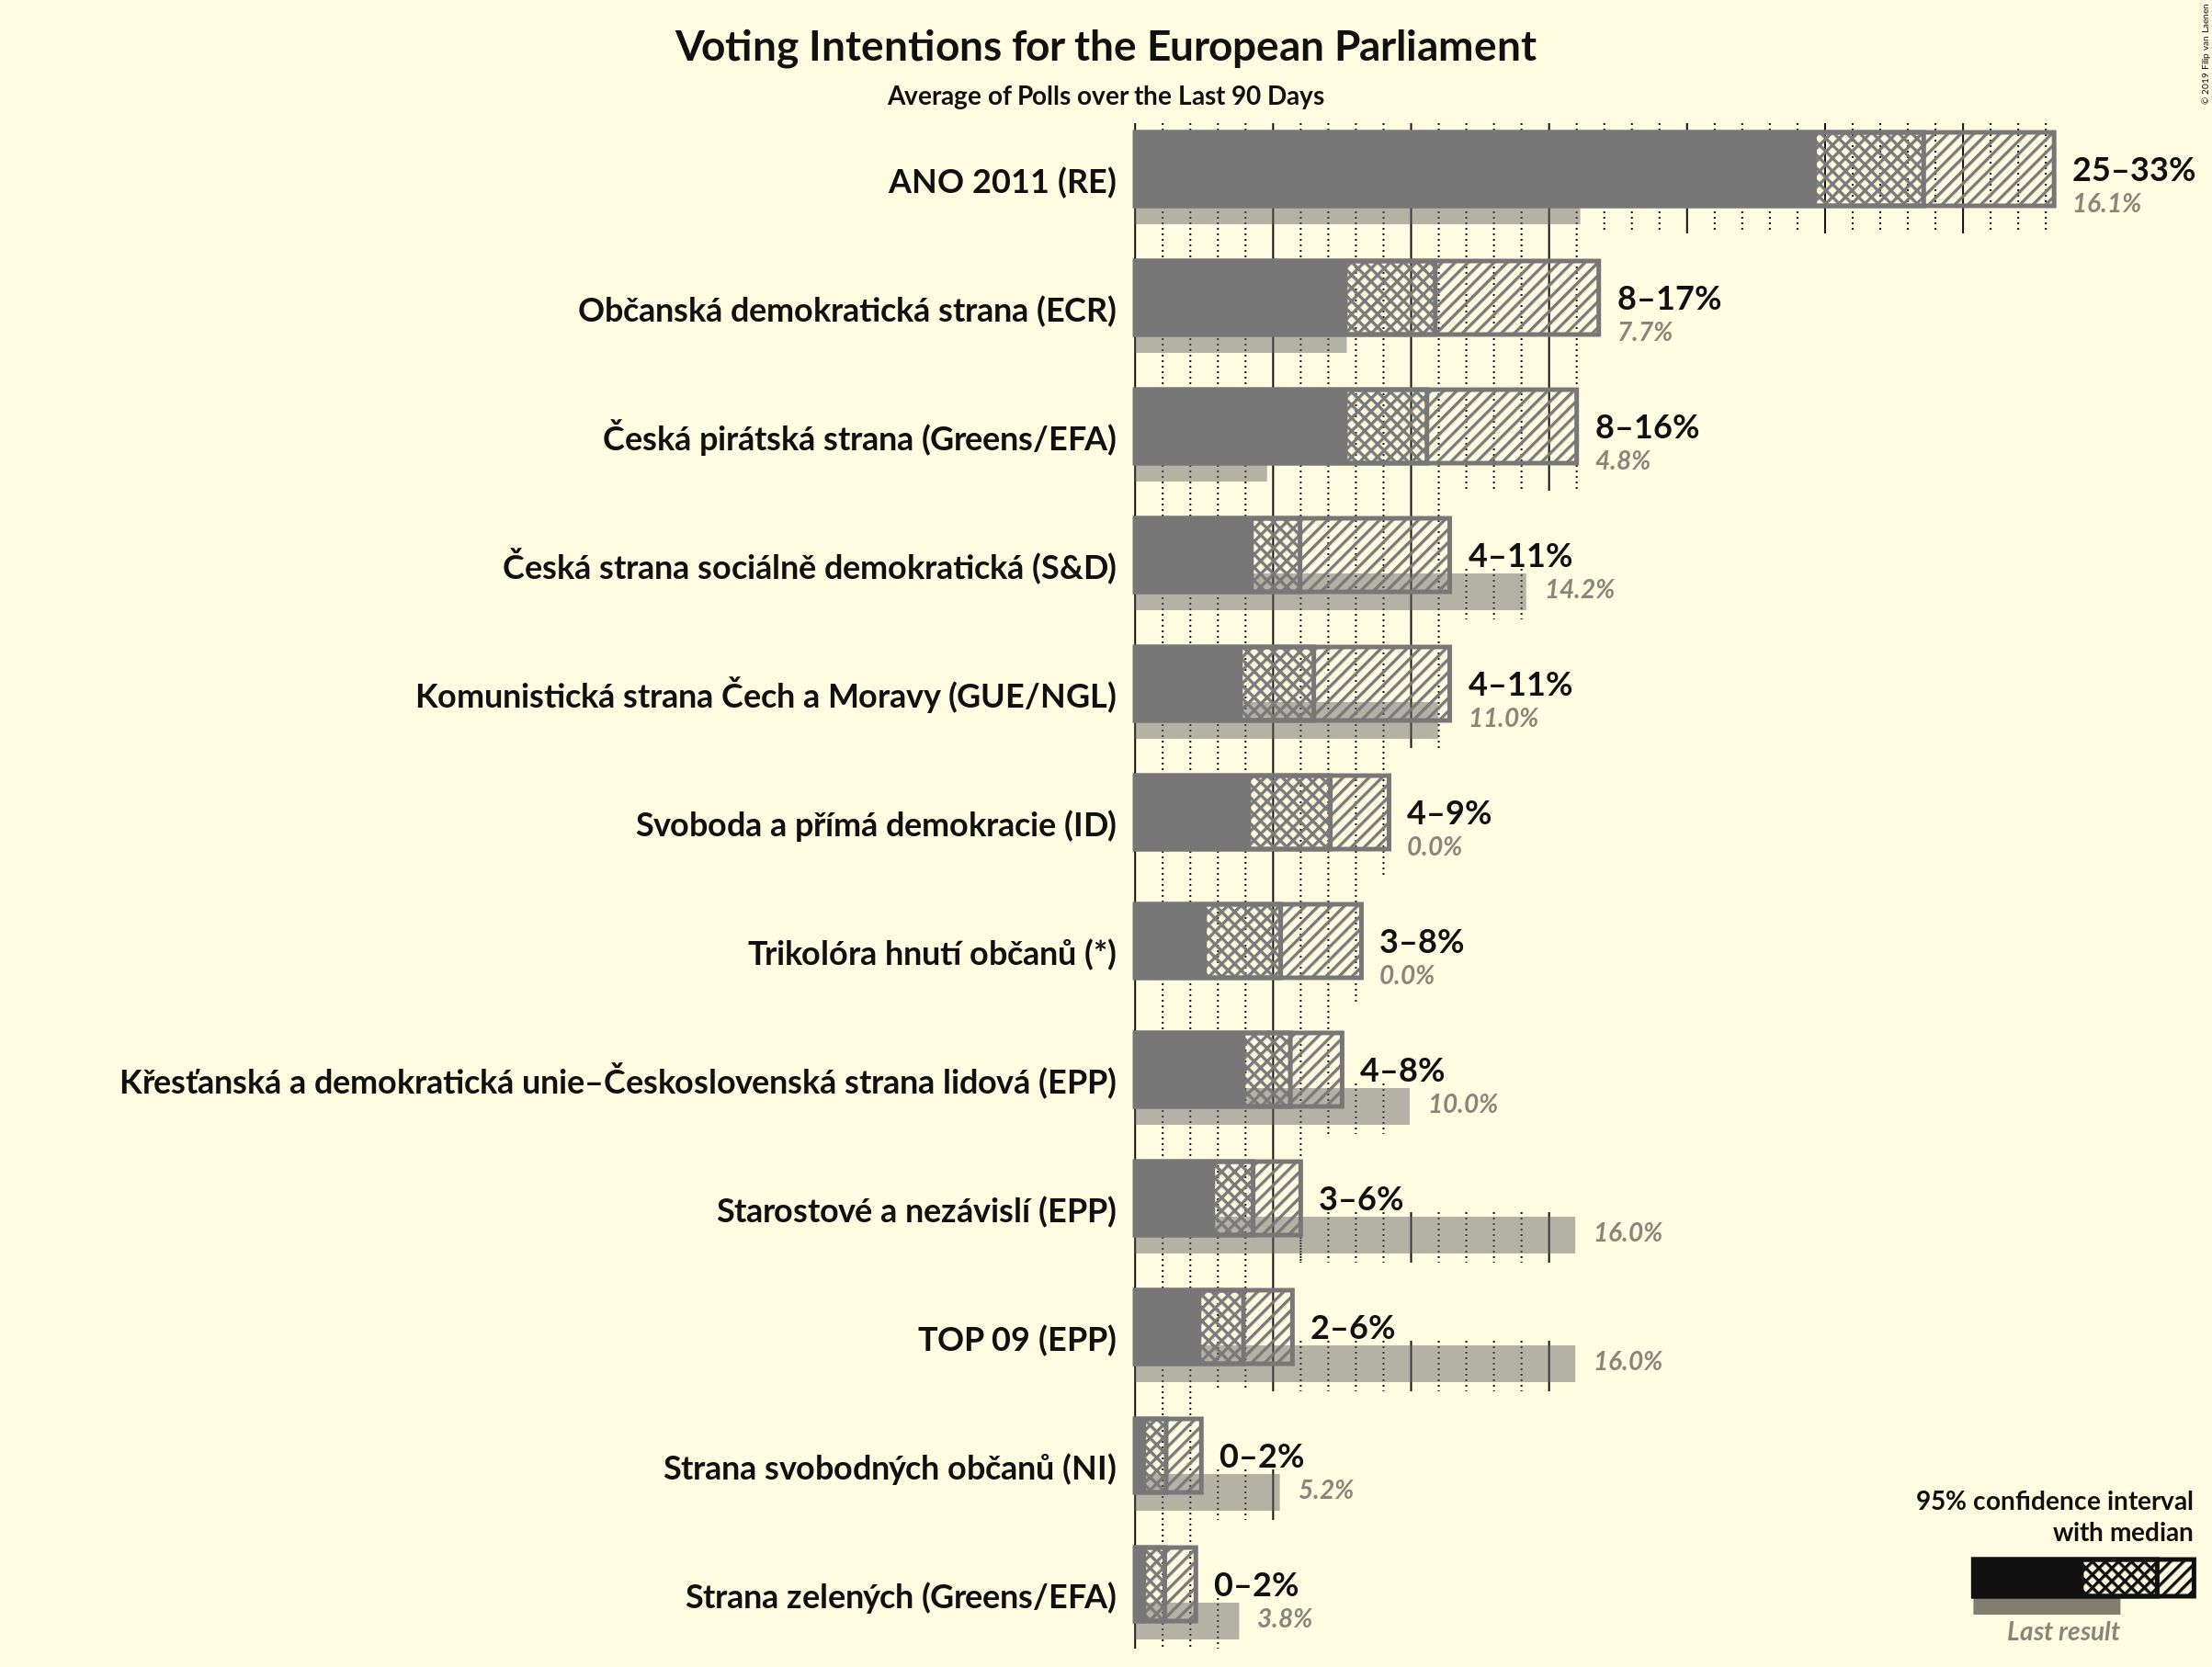 Voting Intentions for the European Parliament
Average of Polls over the Last 90 Days
© 2019 Filip van Laenen
ANO 2011 (RE)
25–33%
16.1%
Občanská demokratická strana (ECR)
8–17%
7.7%
Česká pirátská strana (Greens/EFA)
8–16%
4.8%
Česká strana sociálně demokratická (S&D)
4–11%
14.2%
Komunistická strana Čech a Moravy (GUE/NGL)
4–11%
11.0%
Svoboda a přímá demokracie (ID)
4–9%
0.0%
Trikolóra hnutí občanů (*)
3–8%
0.0%
Křesťanská a demokratická unie–Československá strana lidová (EPP)
4–8%
10.0%
Starostové a nezávislí (EPP)
3–6%
16.0%
TOP 09 (EPP)
2–6%
16.0%
Strana svobodných občanů (NI)
0–2%
5.2%
Strana zelených (Greens/EFA)
0–2%
3.8%
95% confidence interval
with median
Last result